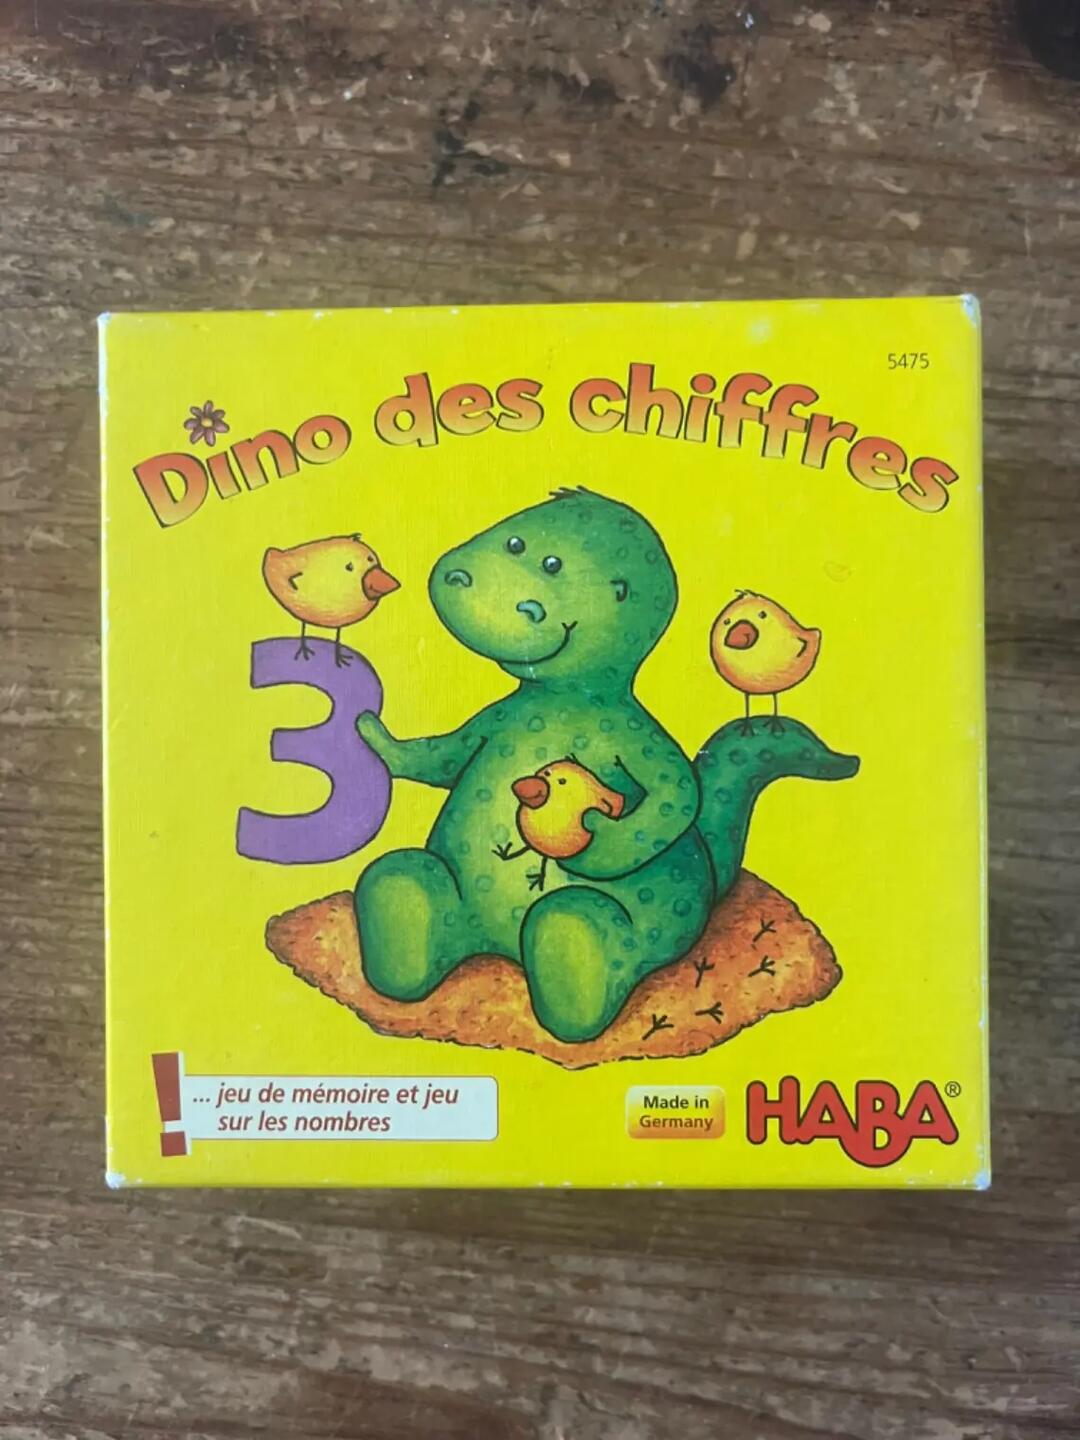 5475
Dino des chiffres
3
! ... jeu de mémoire et jeu
sur les nombres
Made in
Germany
HABA®